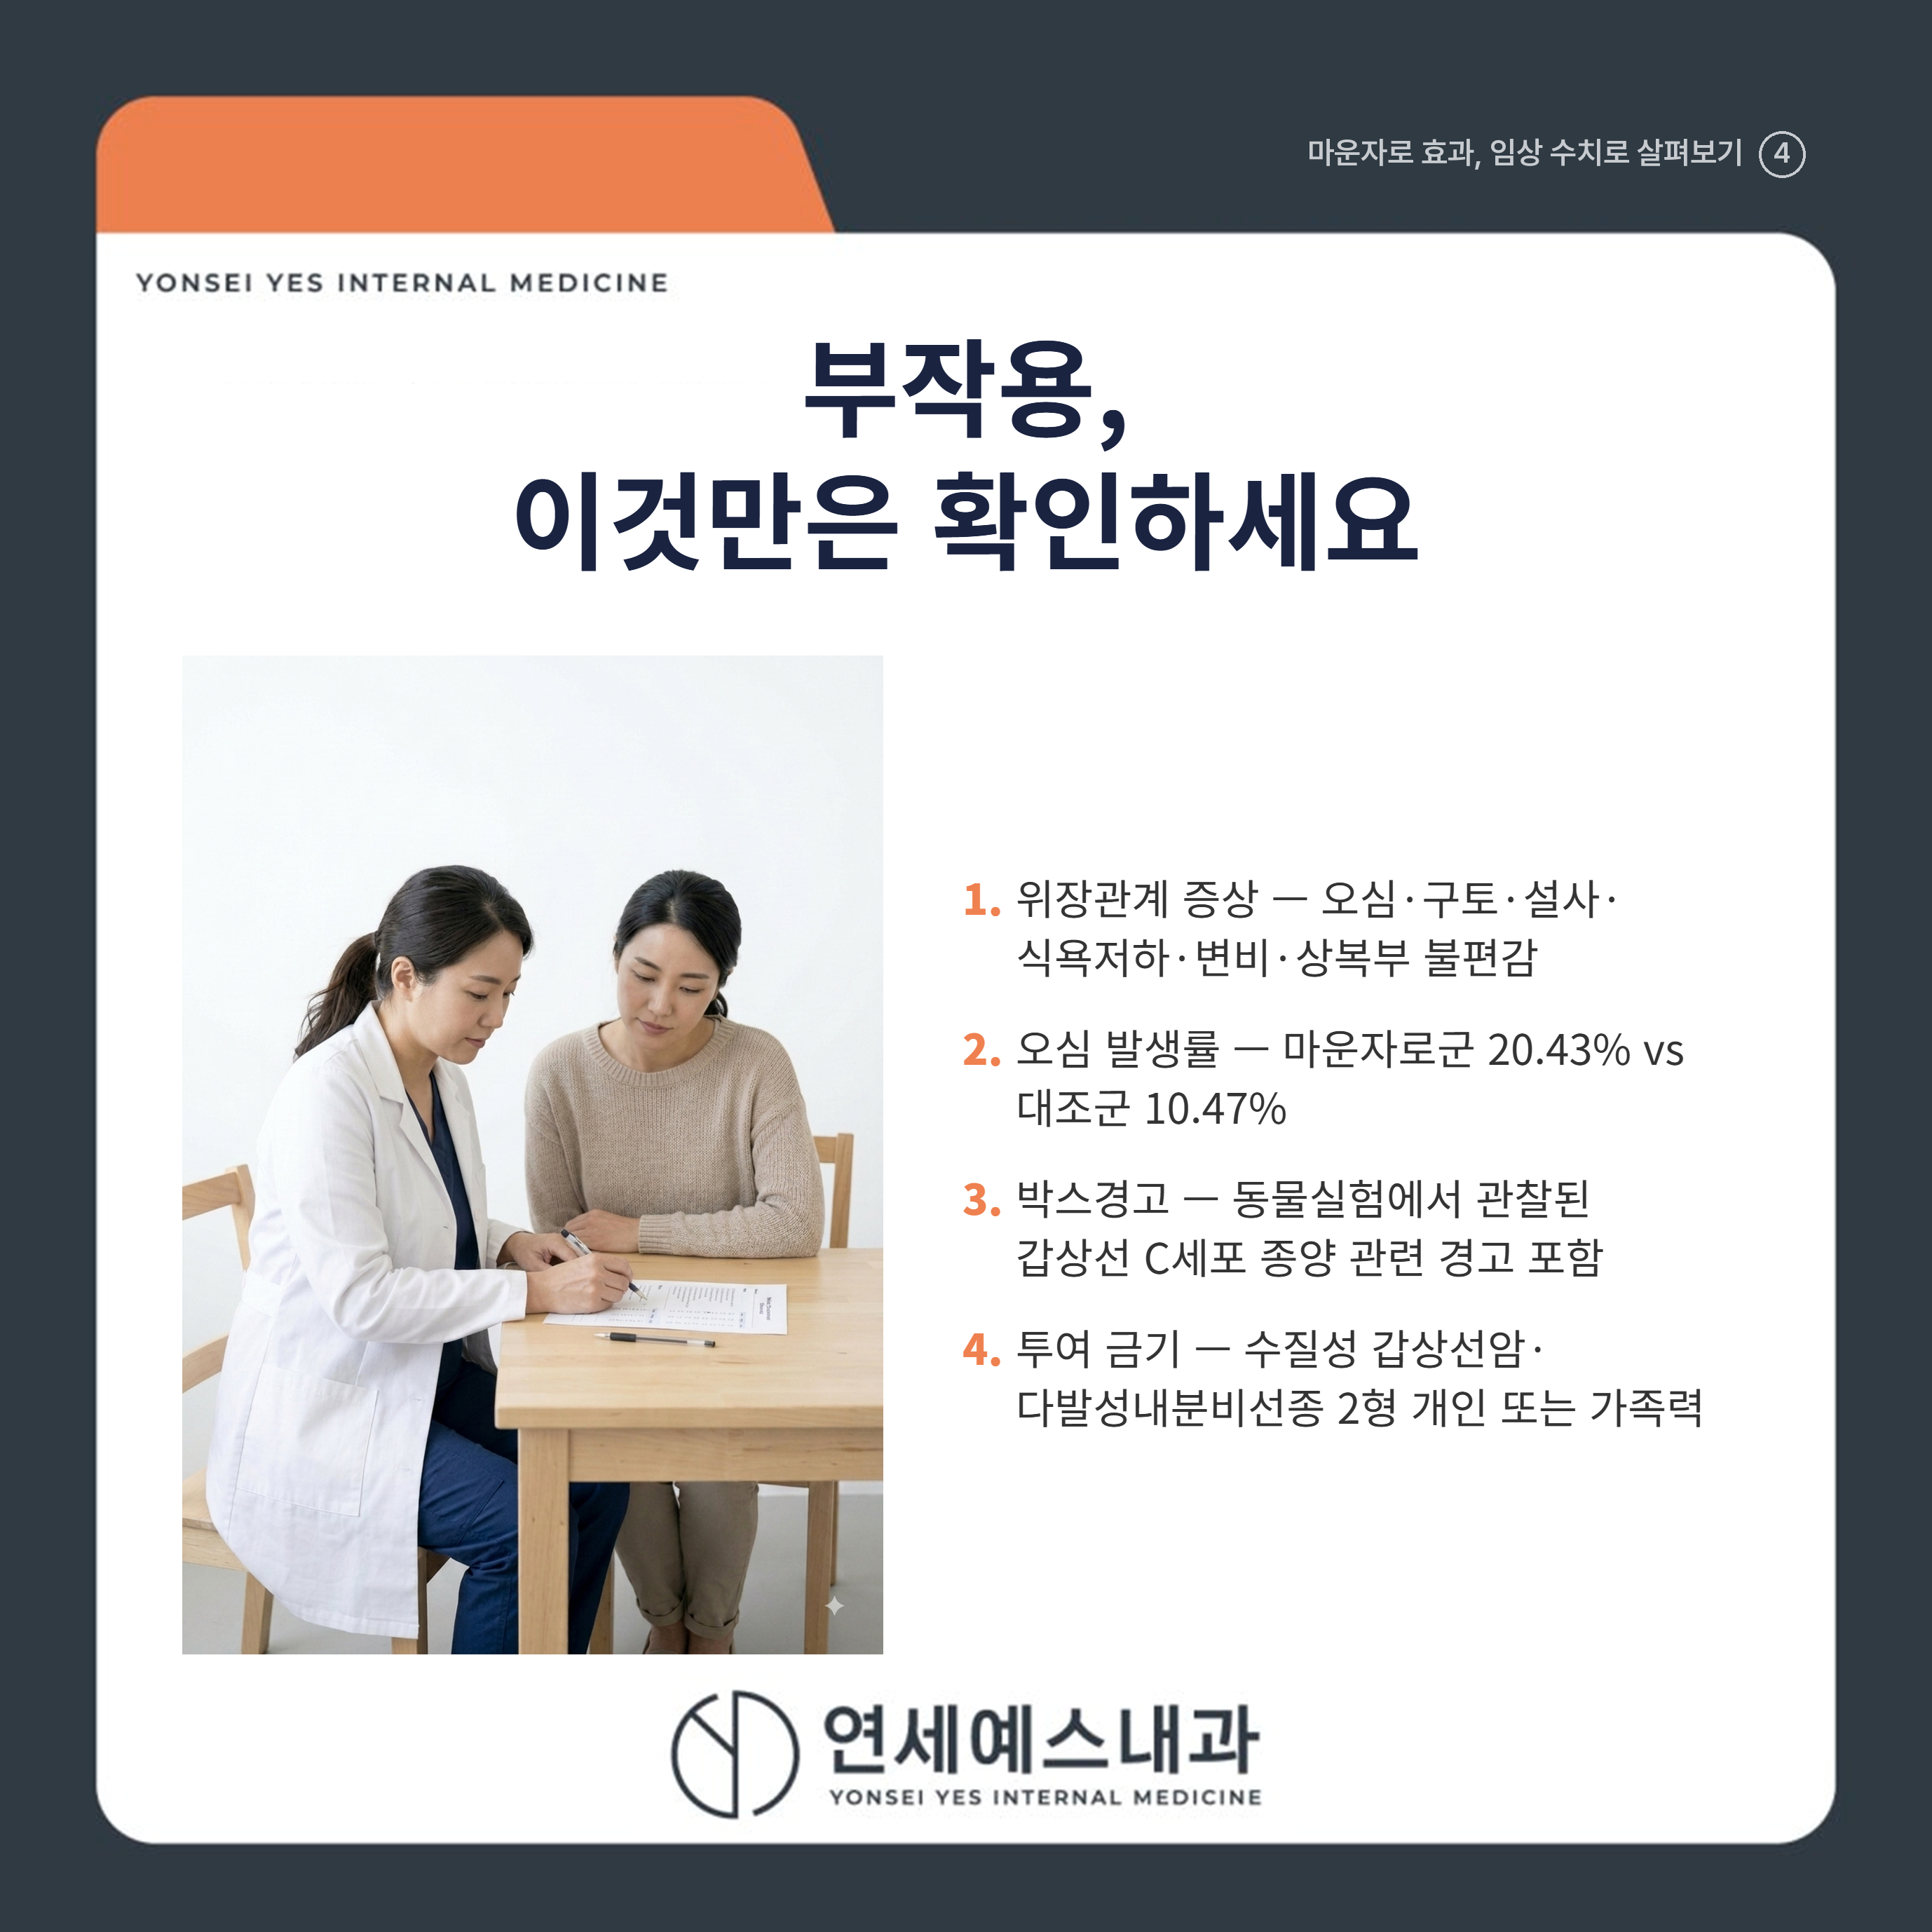 마운자로 효과, 임상 수치로 살펴보기 4
YONSEI YES INTERNAL MEDICINE
부작용,
이것만은 확인하세요
1. 위장관계 증상 — 오심·구토·설사·
식욕저하·변비·상복부 불편감
2. 오심 발생률 — 마운자로군 20.43% vs
대조군 10.47%
3. 박스경고 — 동물실험에서 관찰된
갑상선 C세포 종양 관련 경고 포함
4. 투여 금기 — 수질성 갑상선암·
다발성내분비선종 2형 개인 또는 가족력
연세예스내과
YONSEI YES INTERNAL MEDICINE